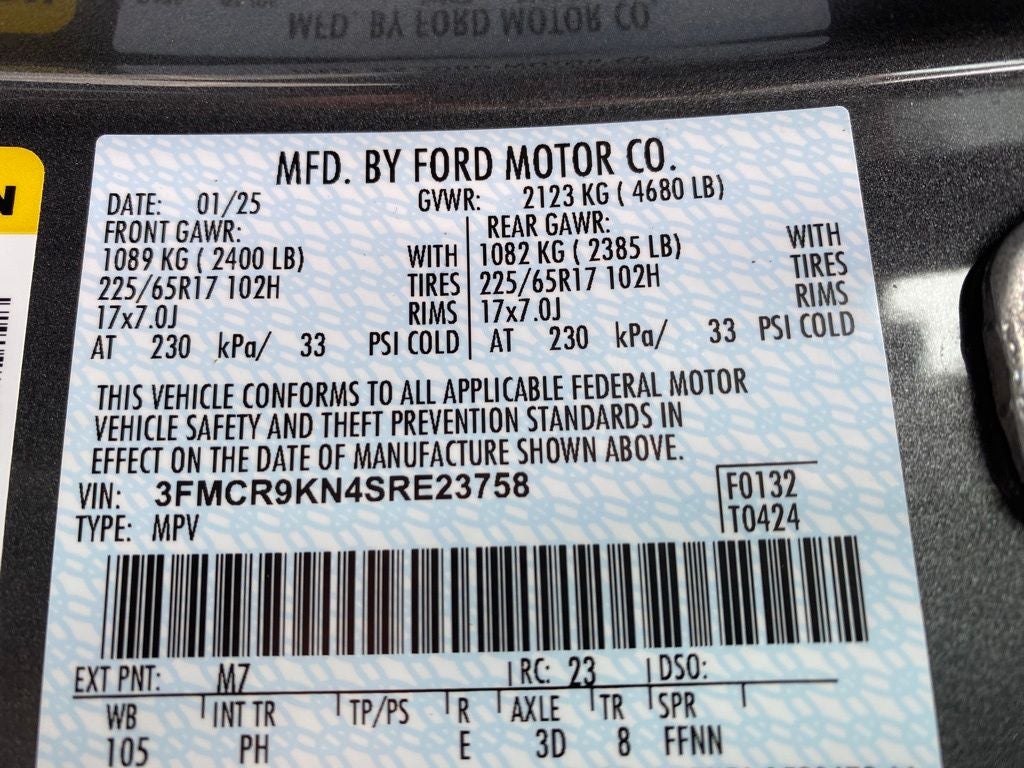 MFD. BY FORD MOTOR CO.
N
MFD. BY FORD MOTOR CO.
DATE: 01/25 GVWR: 2123 KG ( 4680 LB)
FRONT GAWR: REAR GAWR:
1089 KG ( 2400 LB) WITH 1082 KG ( 2385 LB) WITH
225/65R17 102H TIRES 225/65R17 102H TIRES
17x7.0J RIMS 17x7.0J RIMS
AT 230 kPa/ 33 PSI COLD AT 230 kPa/ 33 PSI COLD
THIS VEHICLE CONFORMS TO ALL APPLICABLE FEDERAL MOTOR
VEHICLE SAFETY AND THEFT PREVENTION STANDARDS IN
EFFECT ON THE DATE OF MANUFACTURE SHOWN ABOVE.
VIN: 3FMCR9KN4SRE23758 F0132
TYPE: MPV T0424
EXT PNT: M7 RC: 23 DSO:
WB INT TR TP/PS R AXLE TR SPR
105 PH E 3D 8 FFNN